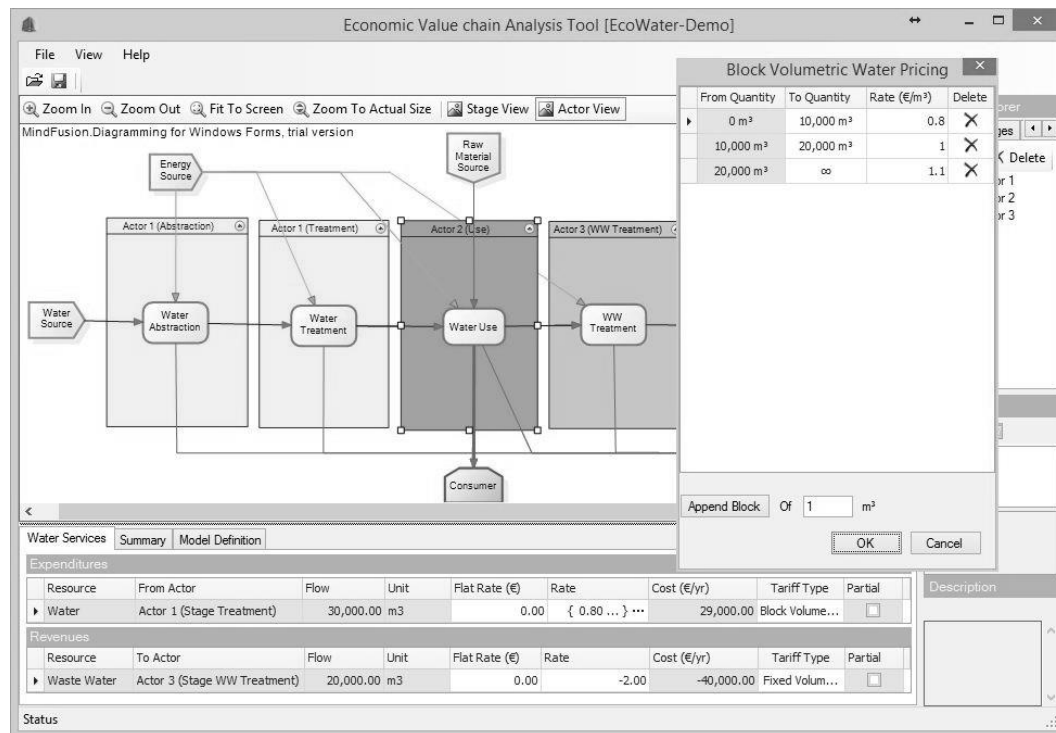 Economic Value chain Analysis Tool [EcoWater-Demo]
File View Help
Zoom In Zoom Out Fit To Screen Zoom To Actual Size Stage View Actor View
MindFusion.Diagramming for Windows Forms, trial version
Energy
Source
Raw
Material
Source
Actor 1 (Abstraction)
Actor 1 (Treatment)
Actor 2 (Use)
Actor 3 (WW Treatment)
Water
Source
Water
Abstraction
Water
Treatment
Water Use
WW
Treatment
Consumer
Block Volumetric Water Pricing
From Quantity To Quantity Rate (€/m³) Delete
0 m³ 10,000 m³ 0.8
10,000 m³ 20,000 m³ 1
20,000 m³ ∞ 1.1
Append Block Of 1 m³
OK Cancel
Delete
Water Services Summary Model Definition
Expenditures
Resource From Actor Flow Unit Flat Rate (€) Rate Cost (€/yr) Tariff Type Partial
Water Actor 1 (Stage Treatment) 30,000.00 m3 0.00 { 0.80 ... } ••• 29,000.00 Block Volume...
Revenues
Resource To Actor Flow Unit Flat Rate (€) Rate Cost (€/yr) Tariff Type Partial
Waste Water Actor 3 (Stage WW Treatment) 20,000.00 m3 0.00 -2.00 -40,000.00 Fixed Volum...
Description
Status